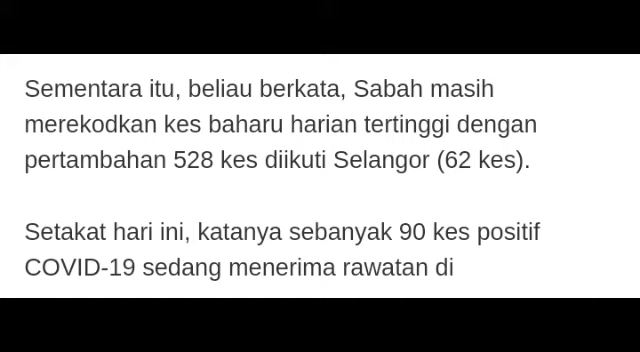 Sementara itu, beliau berkata, Sabah masih
merekodkan kes baharu harian tertinggi dengan
pertambahan 528 kes diikuti Selangor (62 kes).
Setakat hari ini, katanya sebanyak 90 kes positif
COVID-19 sedang menerima rawatan di